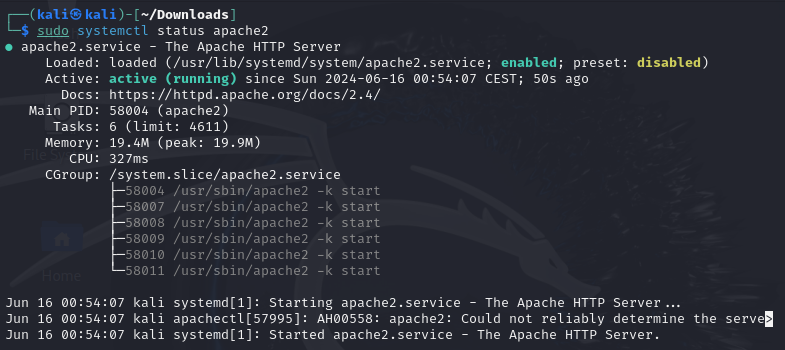 ┌──(kali㉿kali)-[~/Downloads]
└─$ sudo systemctl status apache2
● apache2.service - The Apache HTTP Server
     Loaded: loaded (/usr/lib/systemd/system/apache2.service; enabled; preset: disabled)
     Active: active (running) since Sun 2024-06-16 00:54:07 CEST; 50s ago
       Docs: https://httpd.apache.org/docs/2.4/
   Main PID: 58004 (apache2)
      Tasks: 6 (limit: 4611)
     Memory: 19.4M (peak: 19.9M)
        CPU: 327ms
     CGroup: /system.slice/apache2.service
             ├─58004 /usr/sbin/apache2 -k start
             ├─58007 /usr/sbin/apache2 -k start
             ├─58008 /usr/sbin/apache2 -k start
             ├─58009 /usr/sbin/apache2 -k start
             ├─58010 /usr/sbin/apache2 -k start
             └─58011 /usr/sbin/apache2 -k start
File System
Home
Jun 16 00:54:07 kali systemd[1]: Starting apache2.service - The Apache HTTP Server...
Jun 16 00:54:07 kali apachectl[57995]: AH00558: apache2: Could not reliably determine the serve>
Jun 16 00:54:07 kali systemd[1]: Started apache2.service - The Apache HTTP Server.